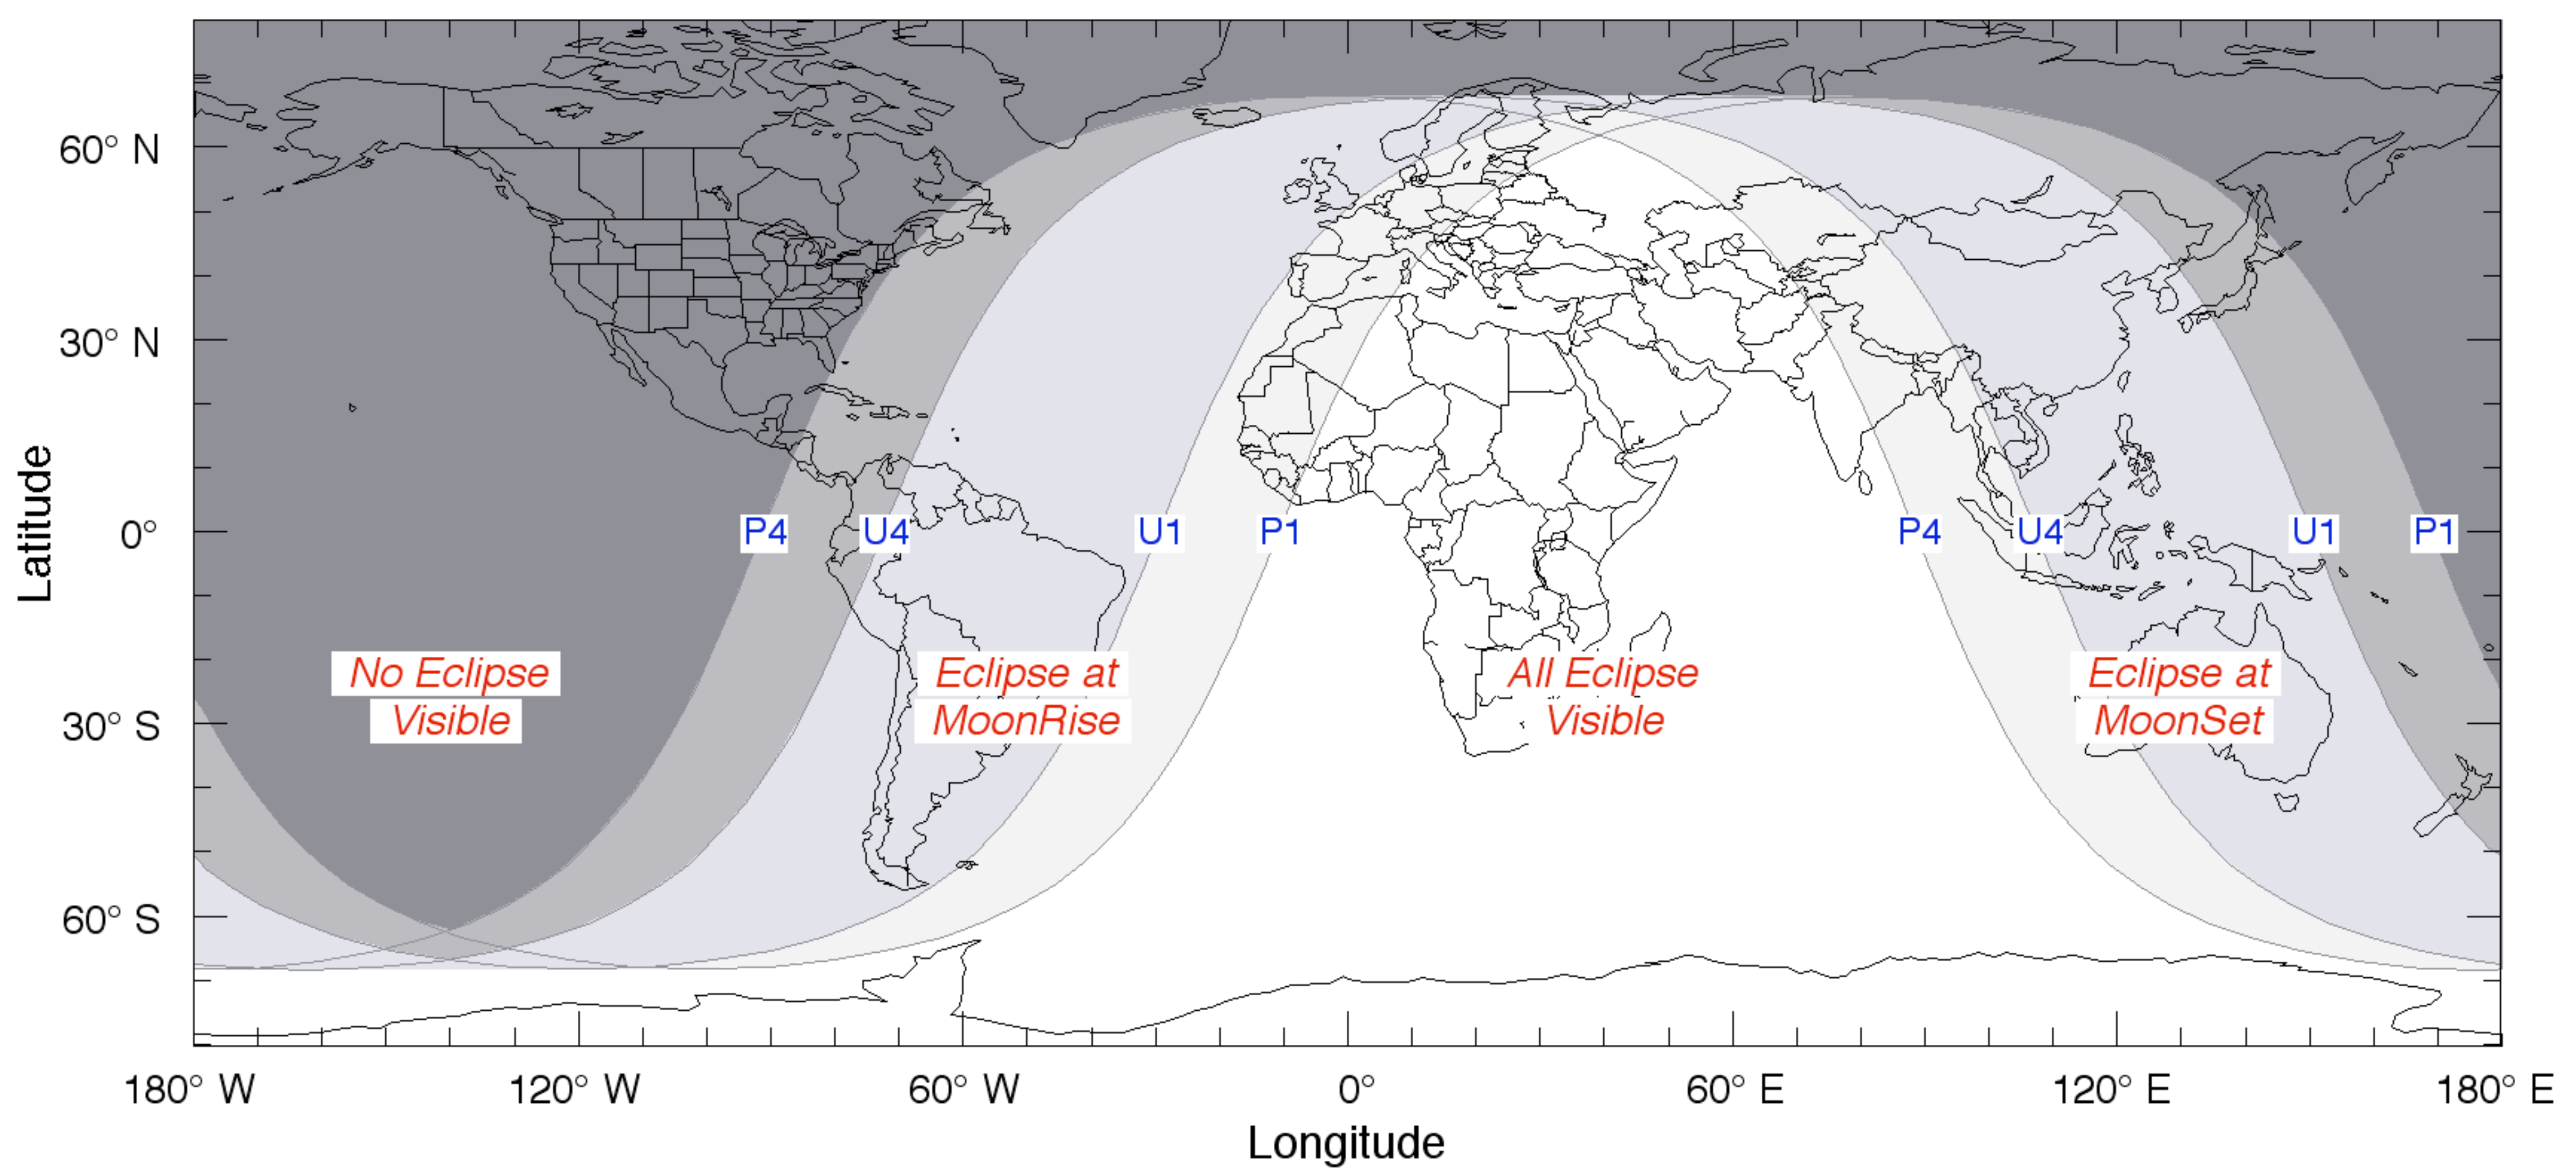 60° N
30° N
0°
30° S
60° S
Latitude
P4
U4
U1
P1
P4
U4
U1
P1
No Eclipse
Visible
Eclipse at
MoonRise
All Eclipse
Visible
Eclipse at
MoonSet
180° W
120° W
60° W
0°
60° E
120° E
180° E
Longitude